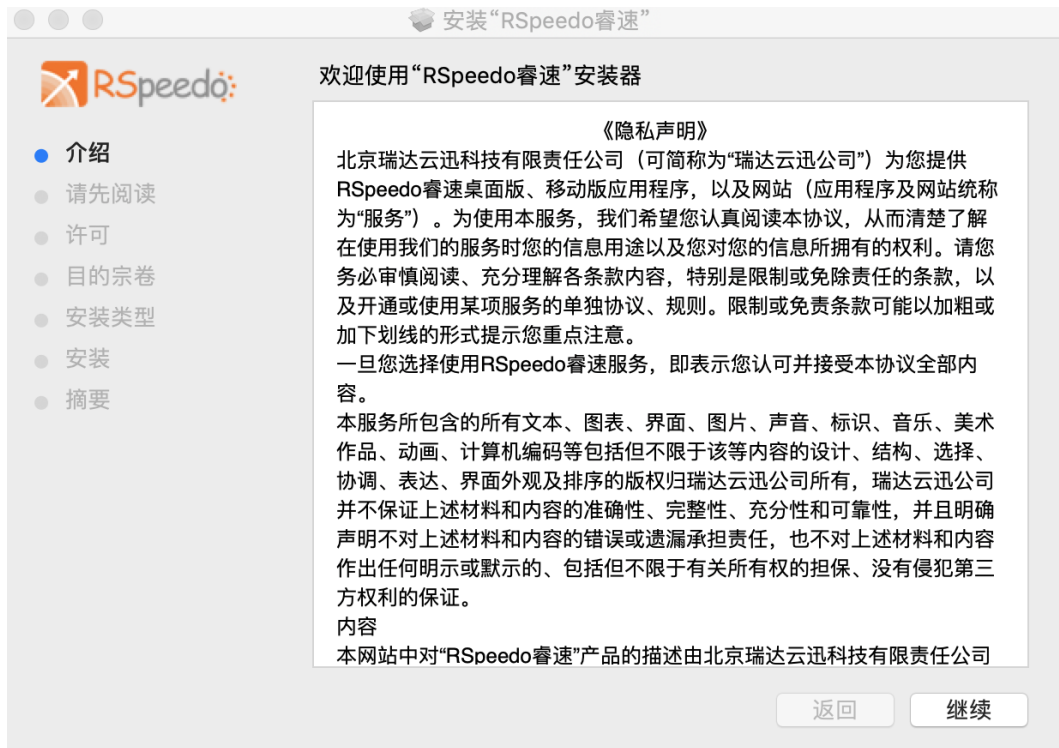 安装“RSpeedo睿速”
RSpeedo
欢迎使用“RSpeedo睿速”安装器
介绍
请先阅读
许可
目的宗卷
安装类型
安装
摘要
《隐私声明》
北京瑞达云迅科技有限责任公司（可简称为“瑞达云迅公司”）为您提供
RSpeedo睿速桌面版、移动版应用程序，以及网站（应用程序及网站统称
为“服务”）。为使用本服务，我们希望您认真阅读本协议，从而清楚了解
在使用我们的服务时您的信息用途以及您对您的信息所拥有的权利。请您
务必审慎阅读、充分理解各条款内容，特别是限制或免除责任的条款，以
及开通或使用某项服务的单独协议、规则。限制或免责条款可能以加粗或
加下划线的形式提示您重点注意。
一旦您选择使用RSpeedo睿速服务，即表示您认可并接受本协议全部内
容。
本服务所包含的所有文本、图表、界面、图片、声音、标识、音乐、美术
作品、动画、计算机编码等包括但不限于该等内容的设计、结构、选择、
协调、表达、界面外观及排序的版权归瑞达云迅公司所有，瑞达云迅公司
并不保证上述材料和内容的准确性、完整性、充分性和可靠性，并且明确
声明不对上述材料和内容的错误或遗漏承担责任，也不对上述材料和内容
作出任何明示或默示的、包括但不限于有关所有权的担保、没有侵犯第三
方权利的保证。
内容
本网站中对“RSpeedo睿速”产品的描述由北京瑞达云迅科技有限责任公司
返回
继续